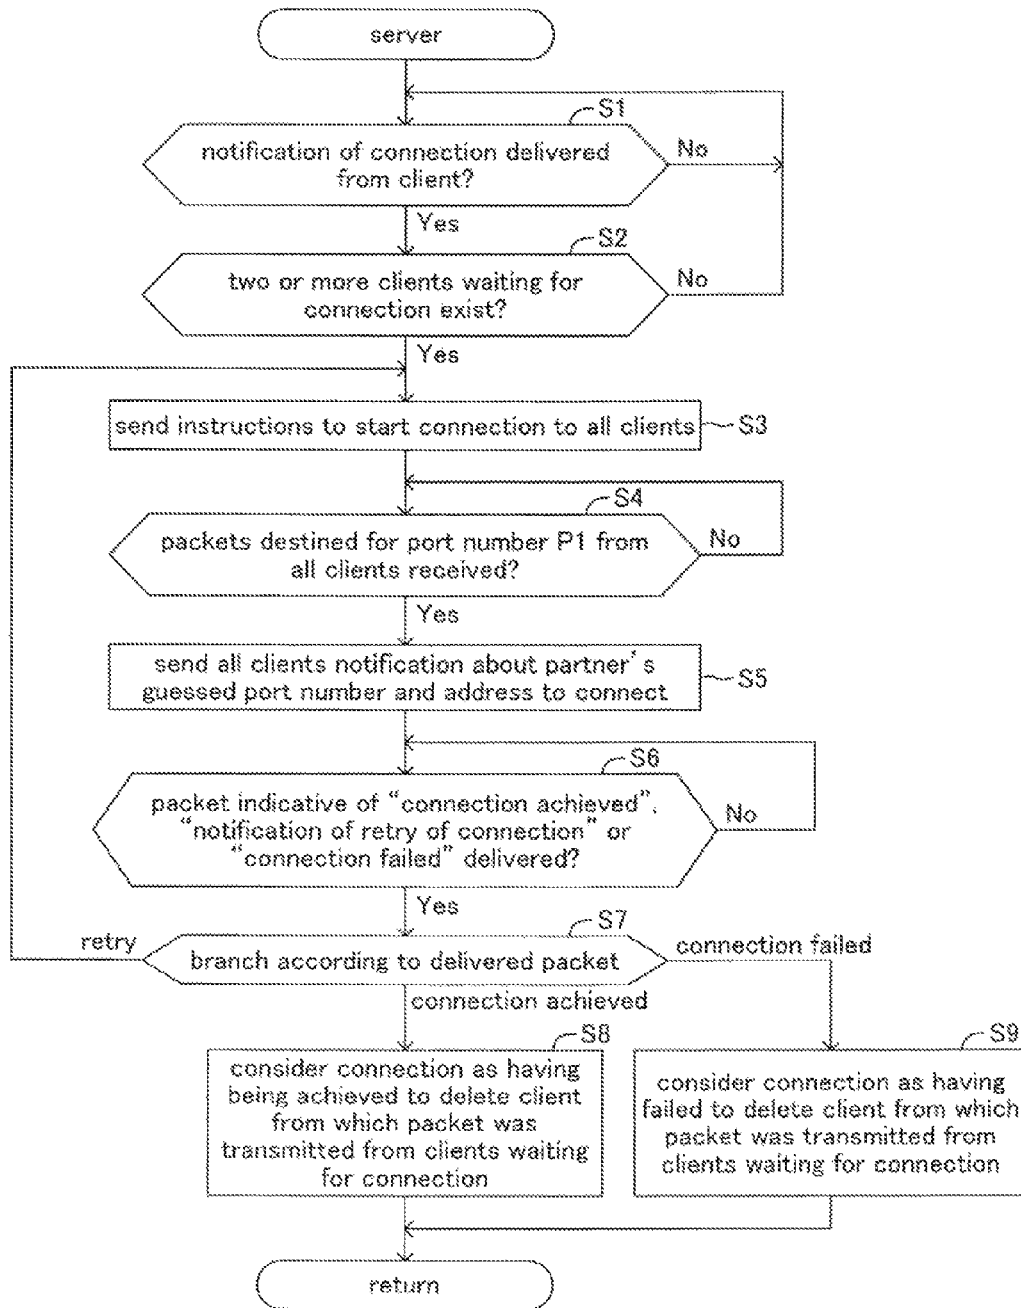 server
S1
notification of connection delivered
from client?
No
Yes
S2
two or more clients waiting for
connection exist?
No
Yes
send instructions to start connection to all clients
S3
S4
packets destined for port number P1 from
all clients received?
No
Yes
send all clients notification about partner's
guessed port number and address to connect
S5
S6
packet indicative of "connection achieved",
"notification of retry of connection" or
"connection failed" delivered?
No
Yes
S7
retry
branch according to delivered packet
connection failed
connection achieved
S8
consider connection as having
being achieved to delete client
from which packet was
transmitted from clients waiting
for connection
S9
consider connection as having
failed to delete client from which
packet was transmitted from
clients waiting for connection
return